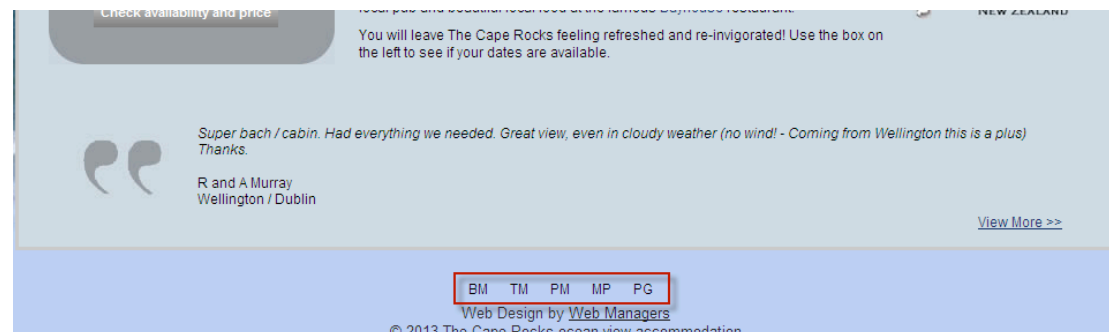 Check availability and price
local pub and beautiful local food at the famous Bayhouse restaurant.
NEW ZEALAND
You will leave The Cape Rocks feeling refreshed and re-invigorated! Use the box on
the left to see if your dates are available.
Super bach / cabin. Had everything we needed. Great view, even in cloudy weather (no wind! - Coming from Wellington this is a plus)
Thanks.
R and A Murray
Wellington / Dublin
View More >>
BM TM PM MP PG
Web Design by Web Managers
© 2013 The Cape Rocks ocean view accommodation